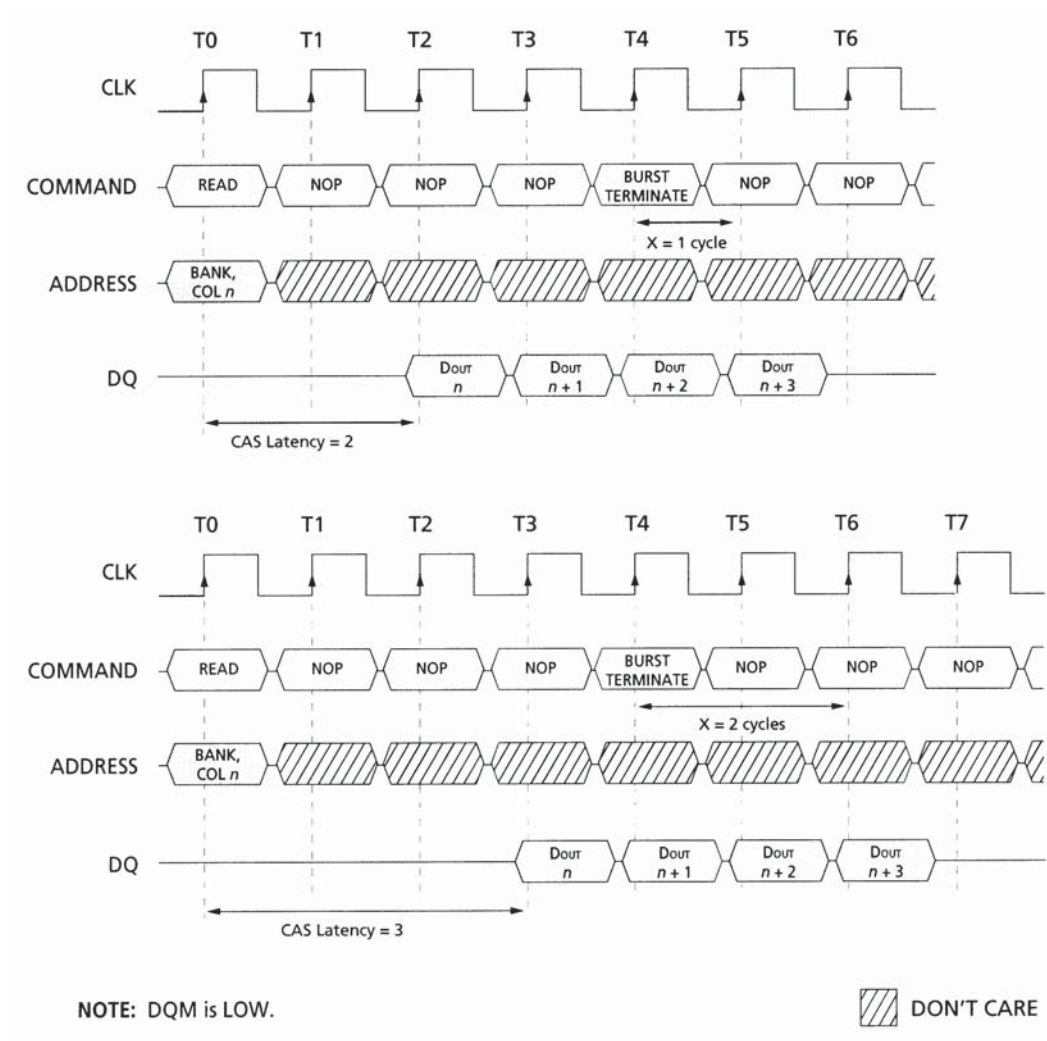 T0 T1 T2 T3 T4 T5 T6
CLK
COMMAND READ NOP NOP NOP BURST TERMINATE NOP NOP
X = 1 cycle
ADDRESS BANK, COL n
DQ DOUT n DOUT n + 1 DOUT n + 2 DOUT n + 3
CAS Latency = 2
T0 T1 T2 T3 T4 T5 T6 T7
CLK
COMMAND READ NOP NOP NOP BURST TERMINATE NOP NOP NOP
X = 2 cycles
ADDRESS BANK, COL n
DQ DOUT n DOUT n + 1 DOUT n + 2 DOUT n + 3
CAS Latency = 3
NOTE: DQM is LOW.
DON'T CARE